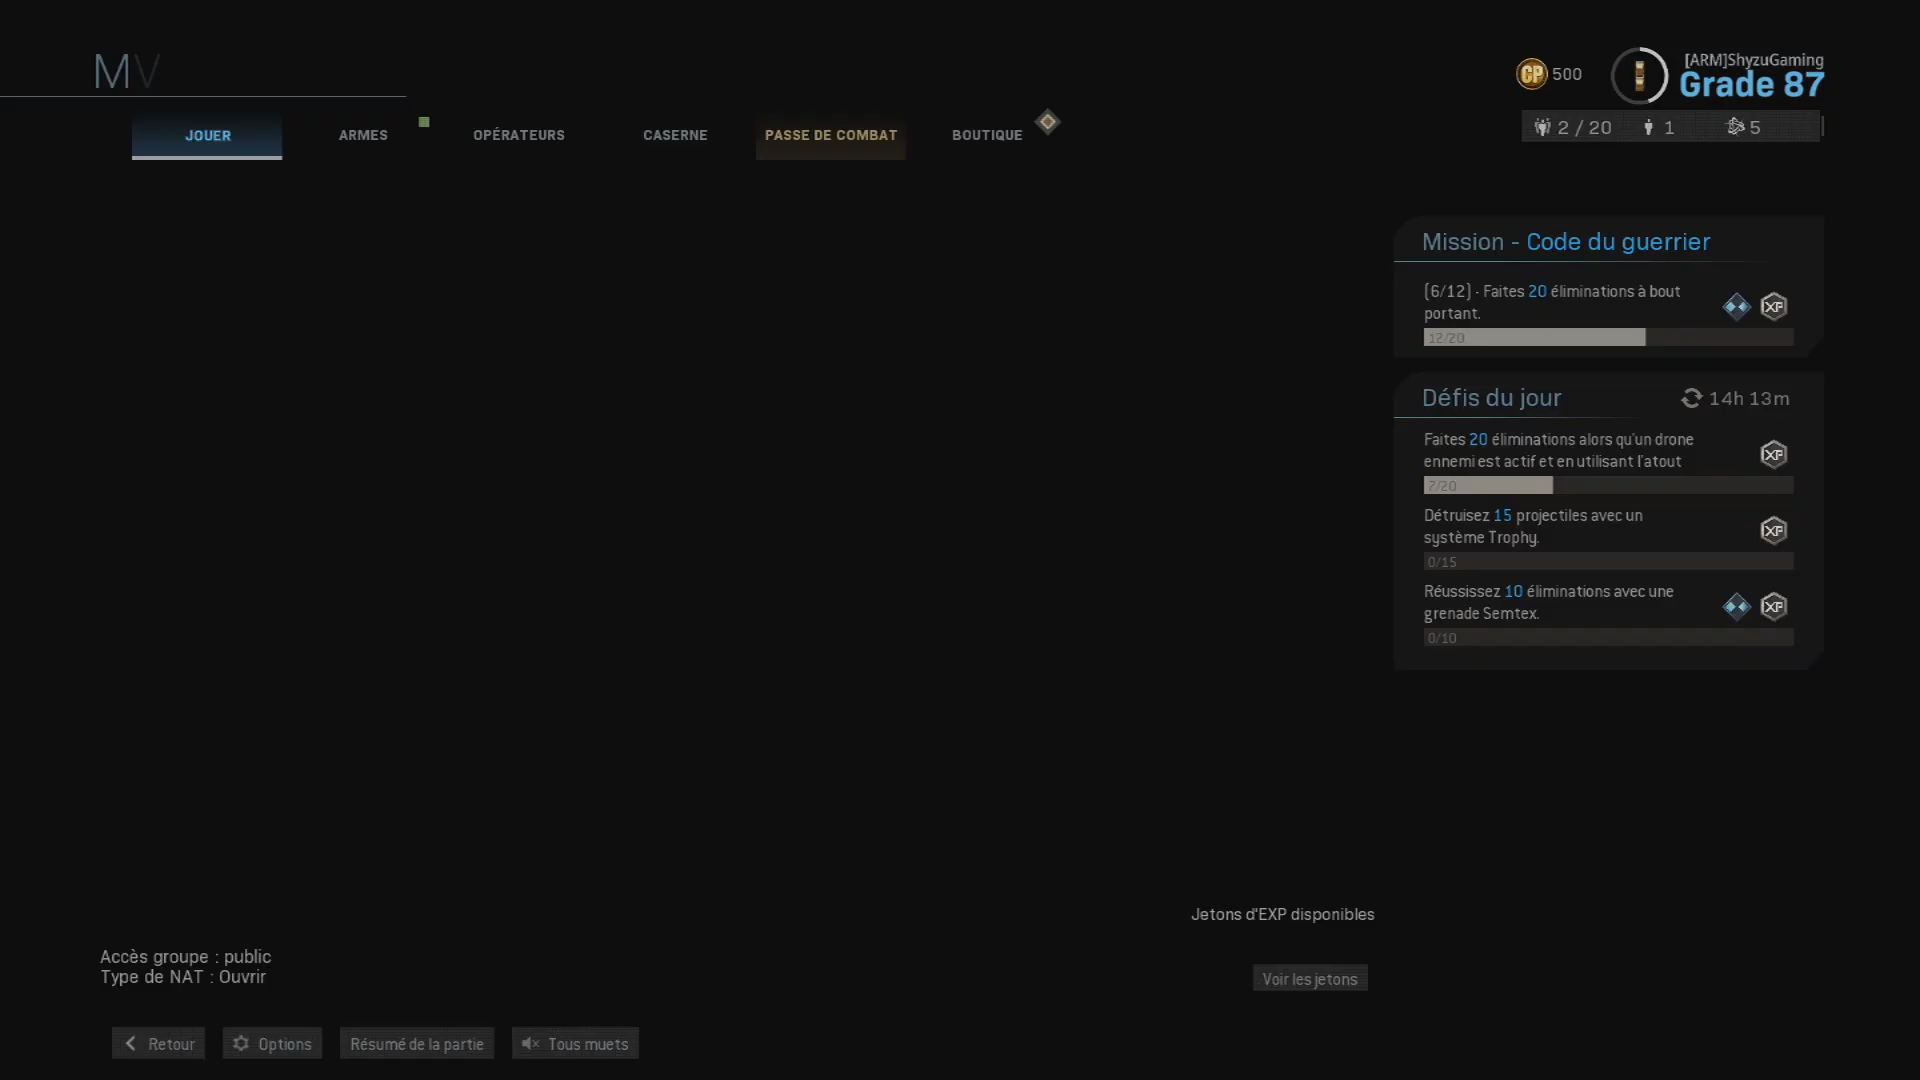 MV
CP 500
[ARM]ShyzuGaming
Grade 87
JOUER
ARMES
OPÉRATEURS
CASERNE
PASSE DE COMBAT
BOUTIQUE
2 / 20
1
5
Mission - Code du guerrier
(6/12) - Faites 20 éliminations à bout
portant.
XP
12/20
Défis du jour
14h 13m
Faites 20 éliminations alors qu'un drone
ennemi est actif et en utilisant l'atout
XP
7/20
Détruisez 15 projectiles avec un
système Trophy.
XP
0/15
Réussissez 10 éliminations avec une
grenade Semtex.
XP
0/10
Jetons d'EXP disponibles
Voir les jetons
Accès groupe : public
Type de NAT : Ouvrir
Retour
Options
Résumé de la partie
Tous muets